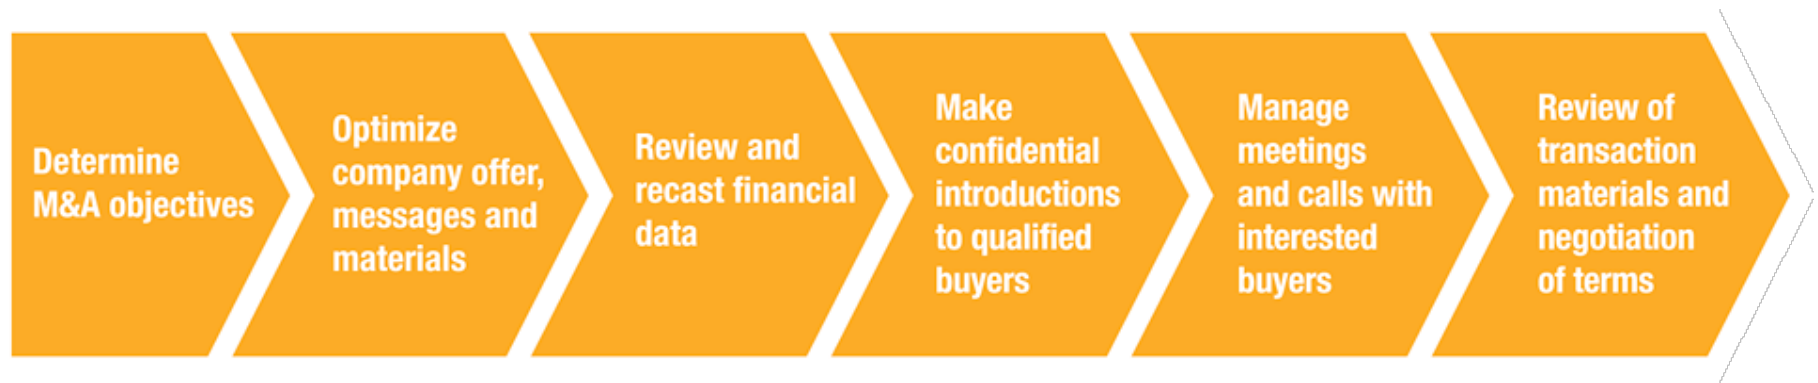 Determine
M&A objectives
Optimize
company offer,
messages and
materials
Review and
recast financial
data
Make
confidential
introductions
to qualified
buyers
Manage
meetings
and calls with
interested
buyers
Review of
transaction
materials and
negotiation
of terms